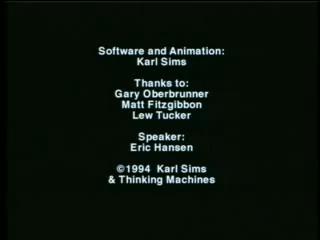 Software and Animation:
Karl Sims
Thanks to:
Gary Oberbrunner
Matt Fitzgibbon
Lew Tucker
Speaker:
Eric Hansen
©1994 Karl Sims
& Thinking Machines